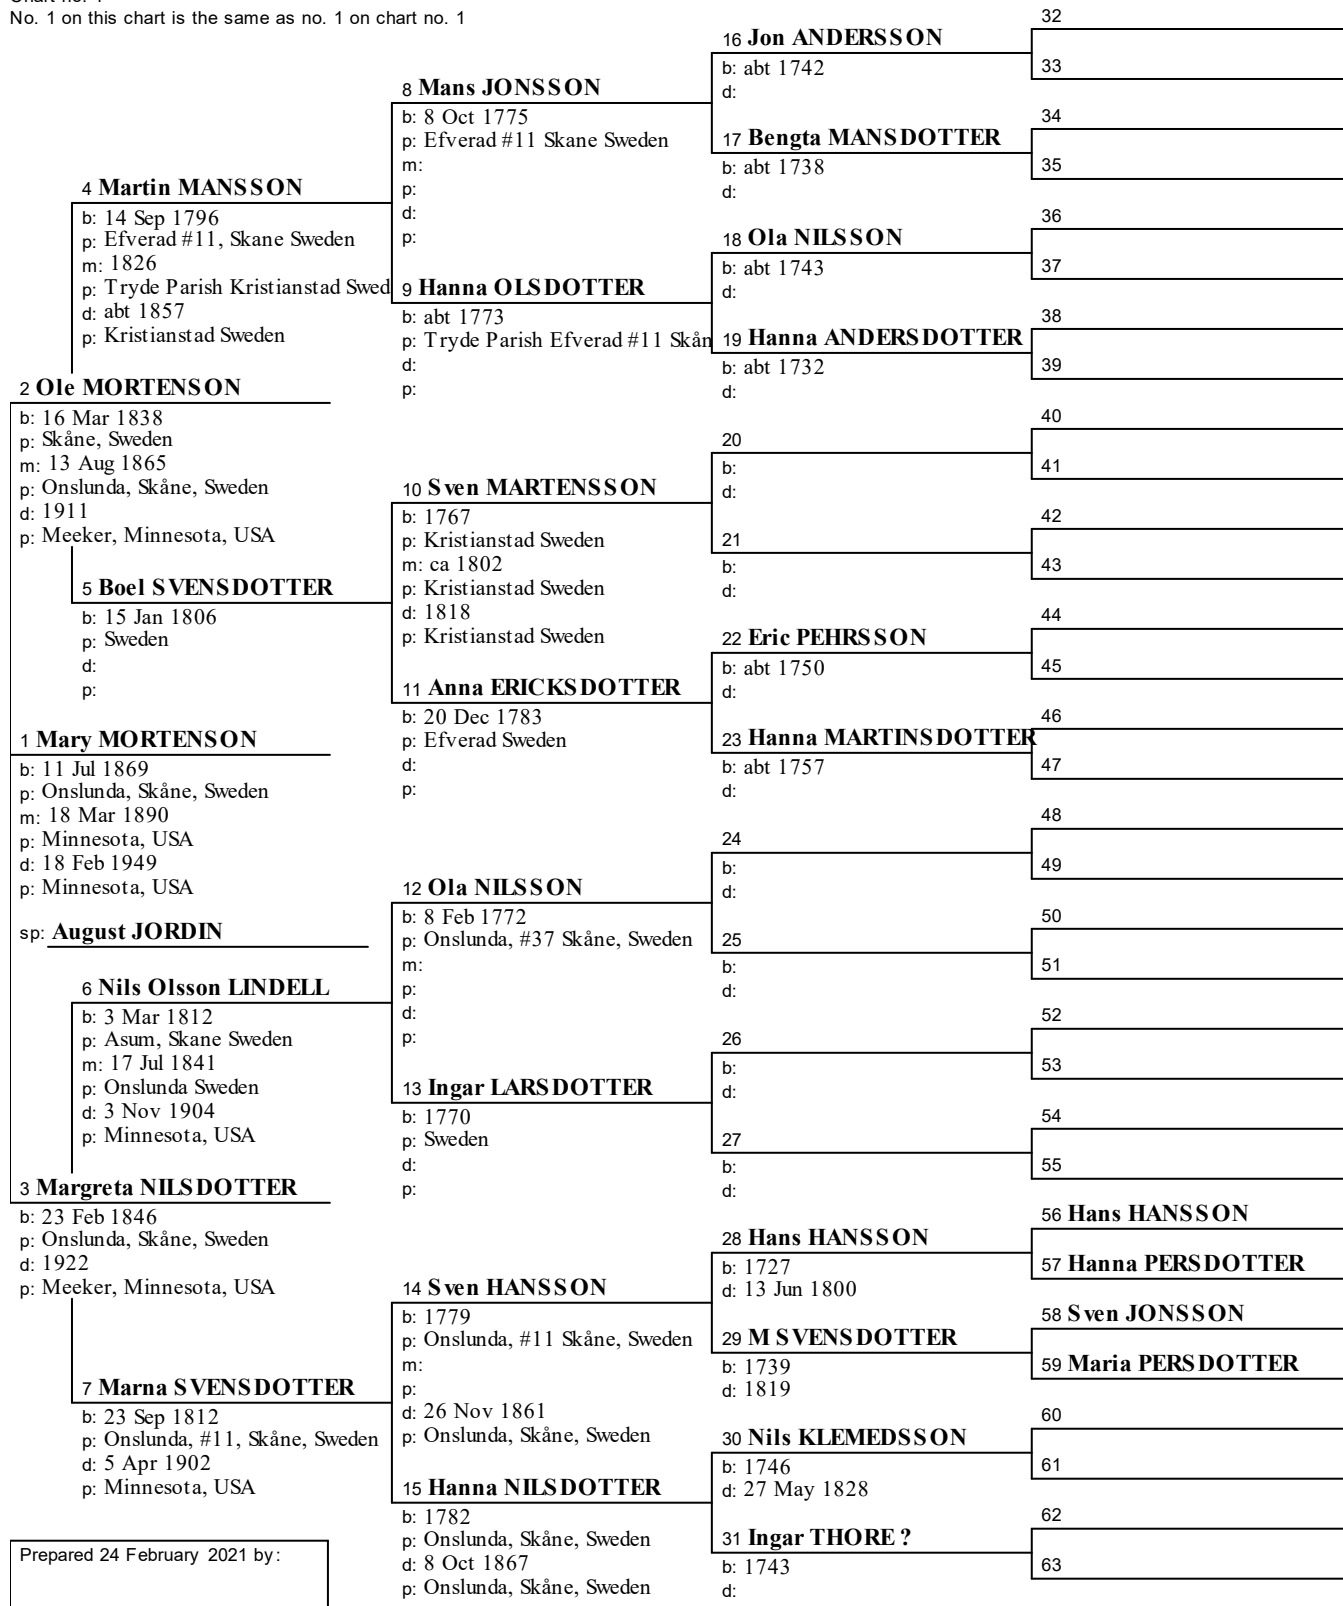 No. 1 on this chart is the same as no. 1 on chart no. 1
4 Martin MANSSON
b: 14 Sep 1796
p: Efverad #11, Skane Sweden
m: 1826
p: Tryde Parish Kristianstad Swed
d: abt 1857
p: Kristianstad Sweden
2 Ole MORTENSON
b: 16 Mar 1838
p: Skåne, Sweden
m: 13 Aug 1865
p: Onslunda, Skåne, Sweden
d: 1911
p: Meeker, Minnesota, USA
5 Boel SVENSDOTTER
b: 15 Jan 1806
p: Sweden
d:
p:
1 Mary MORTENSON
b: 11 Jul 1869
p: Onslunda, Skåne, Sweden
m: 18 Mar 1890
p: Minnesota, USA
d: 18 Feb 1949
p: Minnesota, USA
sp: August JORDIN
6 Nils Olsson LINDELL
b: 3 Mar 1812
p: Asum, Skane Sweden
m: 17 Jul 1841
p: Onslunda Sweden
d: 3 Nov 1904
p: Minnesota, USA
3 Margreta NILSDOTTER
b: 23 Feb 1846
p: Onslunda, Skåne, Sweden
d: 1922
p: Meeker, Minnesota, USA
7 Marna SVENSDOTTER
b: 23 Sep 1812
p: Onslunda, #11, Skåne, Sweden
d: 5 Apr 1902
p: Minnesota, USA
Prepared 24 February 2021 by:
8 Mans JONSSON
b: 8 Oct 1775
p: Efverad #11 Skane Sweden
m:
p:
d:
p:
9 Hanna OLSDOTTER
b: abt 1773
p: Tryde Parish Efverad #11 Skån
d:
p:
10 Sven MARTENSSON
b: 1767
p: Kristianstad Sweden
m: ca 1802
p: Kristianstad Sweden
d: 1818
p: Kristianstad Sweden
11 Anna ERICKSDOTTER
b: 20 Dec 1783
p: Efverad Sweden
d:
p:
12 Ola NILSSON
b: 8 Feb 1772
p: Onslunda, #37 Skåne, Sweden
m:
p:
d:
p:
13 Ingar LARSDOTTER
b: 1770
p: Sweden
d:
p:
14 Sven HANSSON
b: 1779
p: Onslunda, #11 Skåne, Sweden
m:
p:
d: 26 Nov 1861
p: Onslunda, Skåne, Sweden
15 Hanna NILSDOTTER
b: 1782
p: Onslunda, Skåne, Sweden
d: 8 Oct 1867
p: Onslunda, Skåne, Sweden
16 Jon ANDERSSON
b: abt 1742
d:
17 Bengta MANSDOTTER
b: abt 1738
d:
18 Ola NILSSON
b: abt 1743
d:
19 Hanna ANDERSDOTTER
b: abt 1732
d:
20
b:
d:
21
b:
d:
22 Eric PEHRSSON
b: abt 1750
d:
23 Hanna MARTINSDOTTER
b: abt 1757
d:
24
b:
d:
25
b:
d:
26
b:
d:
27
b:
d:
28 Hans HANSSON
b: 1727
d: 13 Jun 1800
29 M SVENSDOTTER
b: 1739
d: 1819
30 Nils KLEMEDSSON
b: 1746
d: 27 May 1828
31 Ingar THORE ?
b: 1743
d:
32
33
34
35
36
37
38
39
40
41
42
43
44
45
46
47
48
49
50
51
52
53
54
55
56 Hans HANSSON
57 Hanna PERSDOTTER
58 Sven JONSSON
59 Maria PERSDOTTER
60
61
62
63